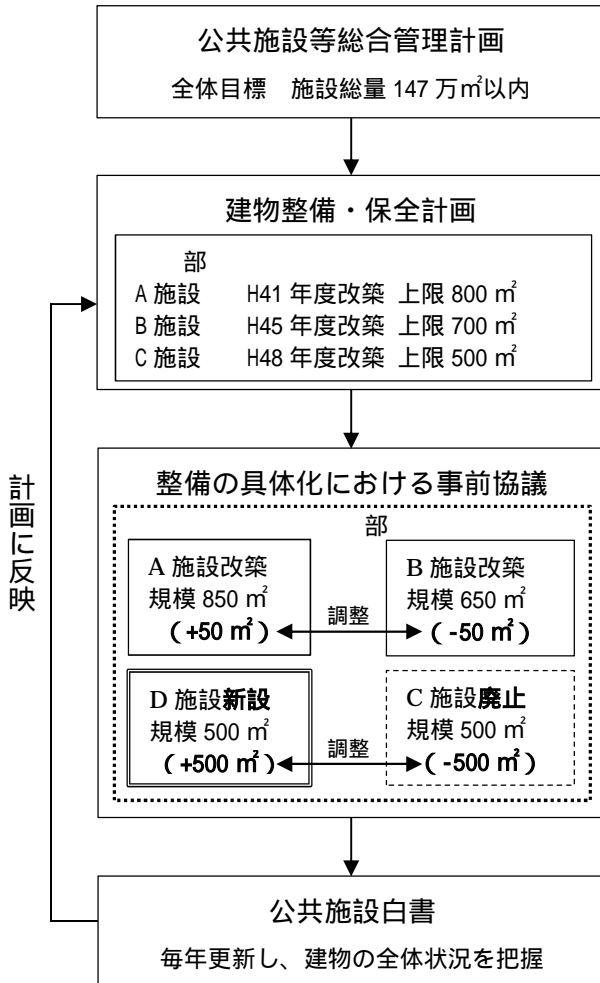 公共施設等総合管理計画
全体目標　施設総量 147 万㎡以内
建物整備・保全計画
部
A 施設　H41 年度改築 上限 800 ㎡
B 施設　H45 年度改築 上限 700 ㎡
C 施設　H48 年度改築 上限 500 ㎡
計画に反映
整備の具体化における事前協議
部
A 施設改築
規模 850 ㎡
（+50 ㎡）
調整
B 施設改築
規模 650 ㎡
（-50 ㎡）
D 施設新設
規模 500 ㎡
（+500 ㎡）
調整
C 施設廃止
規模 500 ㎡
（-500 ㎡）
公共施設白書
毎年更新し、建物の全体状況を把握